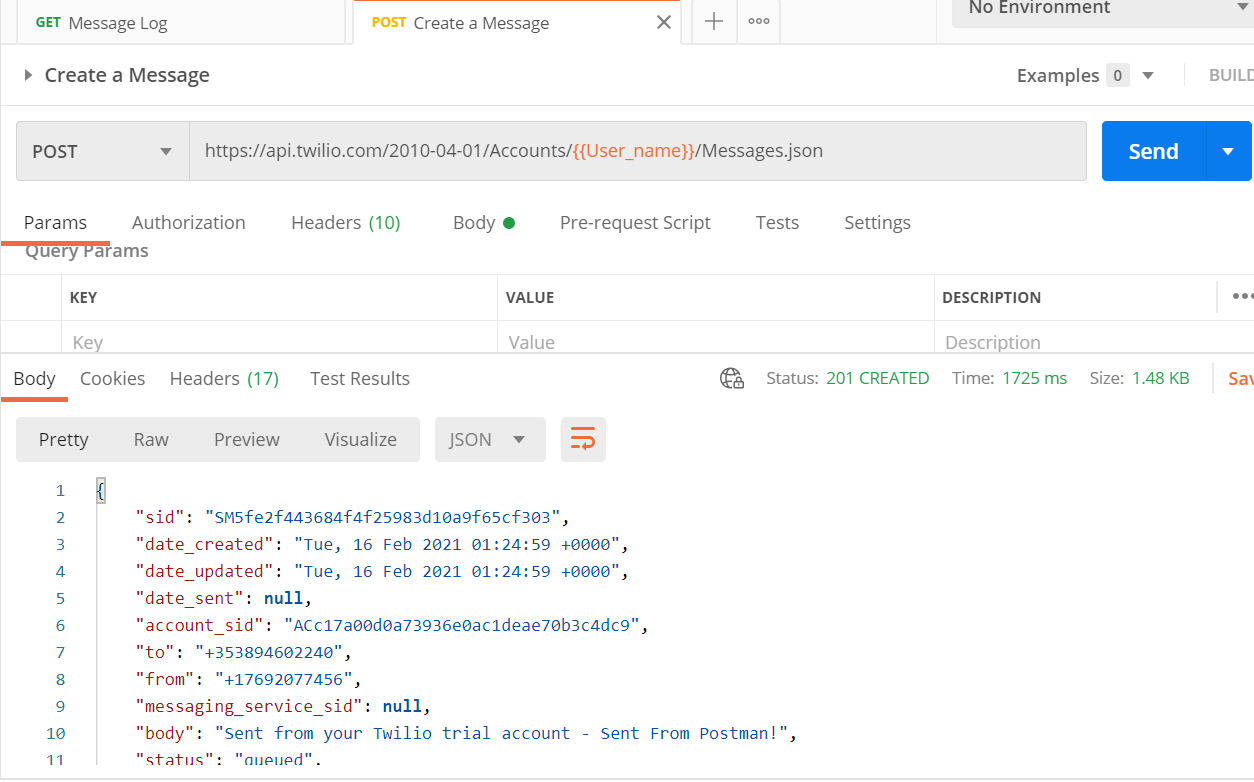 GET Message Log
POST Create a Message
No Environment
Create a Message
Examples 0
BUILD
POST
https://api.twilio.com/2010-04-01/Accounts/{{User_name}}/Messages.json
Send
Params Authorization Headers (10) Body Pre-request Script Tests Settings
Query Params
KEY VALUE DESCRIPTION
Key Value Description
Body Cookies Headers (17) Test Results Status: 201 CREATED Time: 1725 ms Size: 1.48 KB Sav
Pretty Raw Preview Visualize JSON
1 {
2 "sid": "SM5fe2f443684f4f25983d10a9f65cf303",
3 "date_created": "Tue, 16 Feb 2021 01:24:59 +0000",
4 "date_updated": "Tue, 16 Feb 2021 01:24:59 +0000",
5 "date_sent": null,
6 "account_sid": "ACc17a00d0a73936e0ac1deae70b3c4dc9",
7 "to": "+353894602240",
8 "from": "+17692077456",
9 "messaging_service_sid": null,
10 "body": "Sent from your Twilio trial account - Sent From Postman!",
11 "status": "queued",